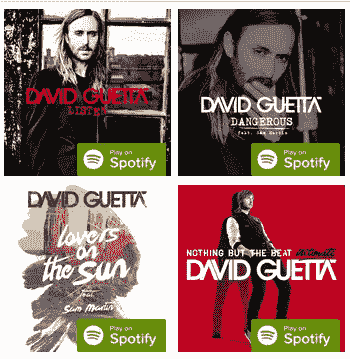 DAVID GUETTA
LISTEN
Play on
Spotify
DAVID GUETTA
DANGEROUS
feat. Sam Martin
Play on
Spotify
DAVID GUETTA
lovers
on
the sun
feat.
Sam Martin
Play on
Spotify
NOTHING BUT THE BEAT ultimate
DAVID GUETTA
Play on
Spotify